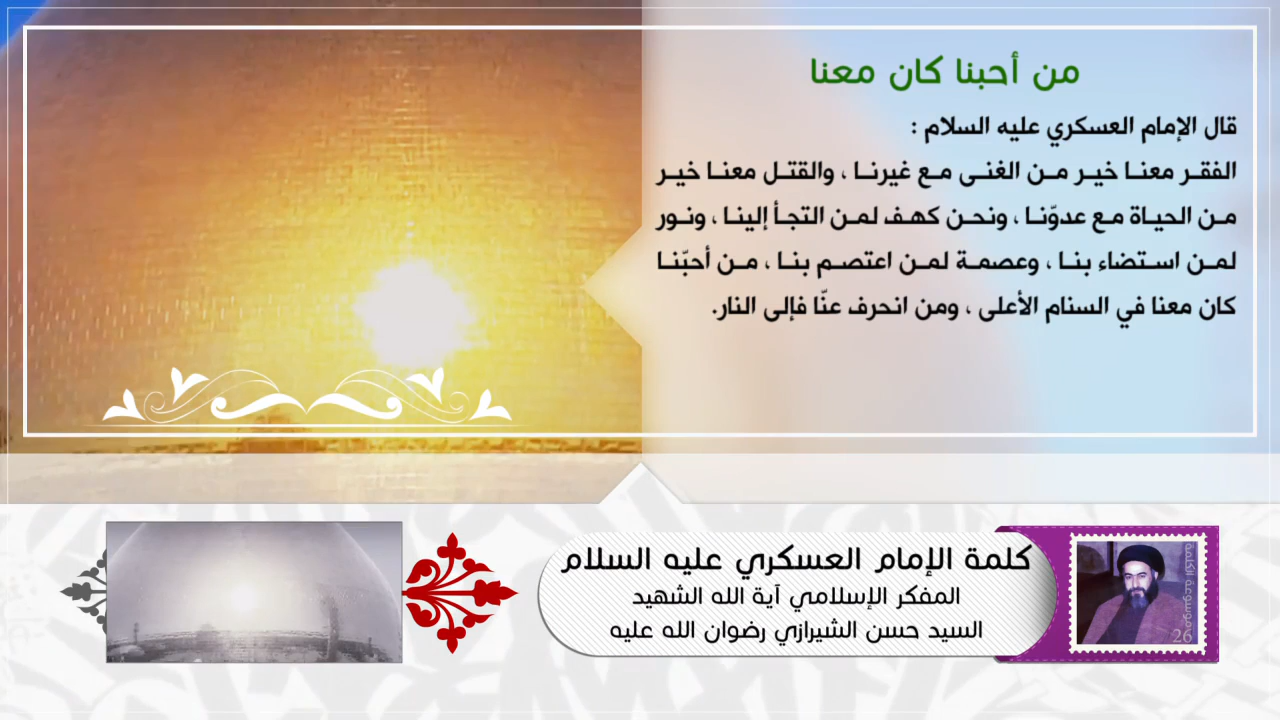 من أحبنا كان معنا
قال الإمام العسكري عليه السلام :
الفقر معنا خير من الغنى مع غيرنا ، والقتل معنا خير
من الحياة مع عدوّنا ، ونحن كهف لمن التجأ إلينا ، ونور
لمن استضاء بنا ، وعصمة لمن اعتصم بنا ، من أحبّنا
كان معنا في السنام الأعلى ، ومن انحرف عنّا فإلى النار.
كلمة الإمام العسكري عليه السلام
المفكر الإسلامي آية الله الشهيد
السيد حسن الشيرازي رضوان الله عليه
موسوعة الكلمة
26